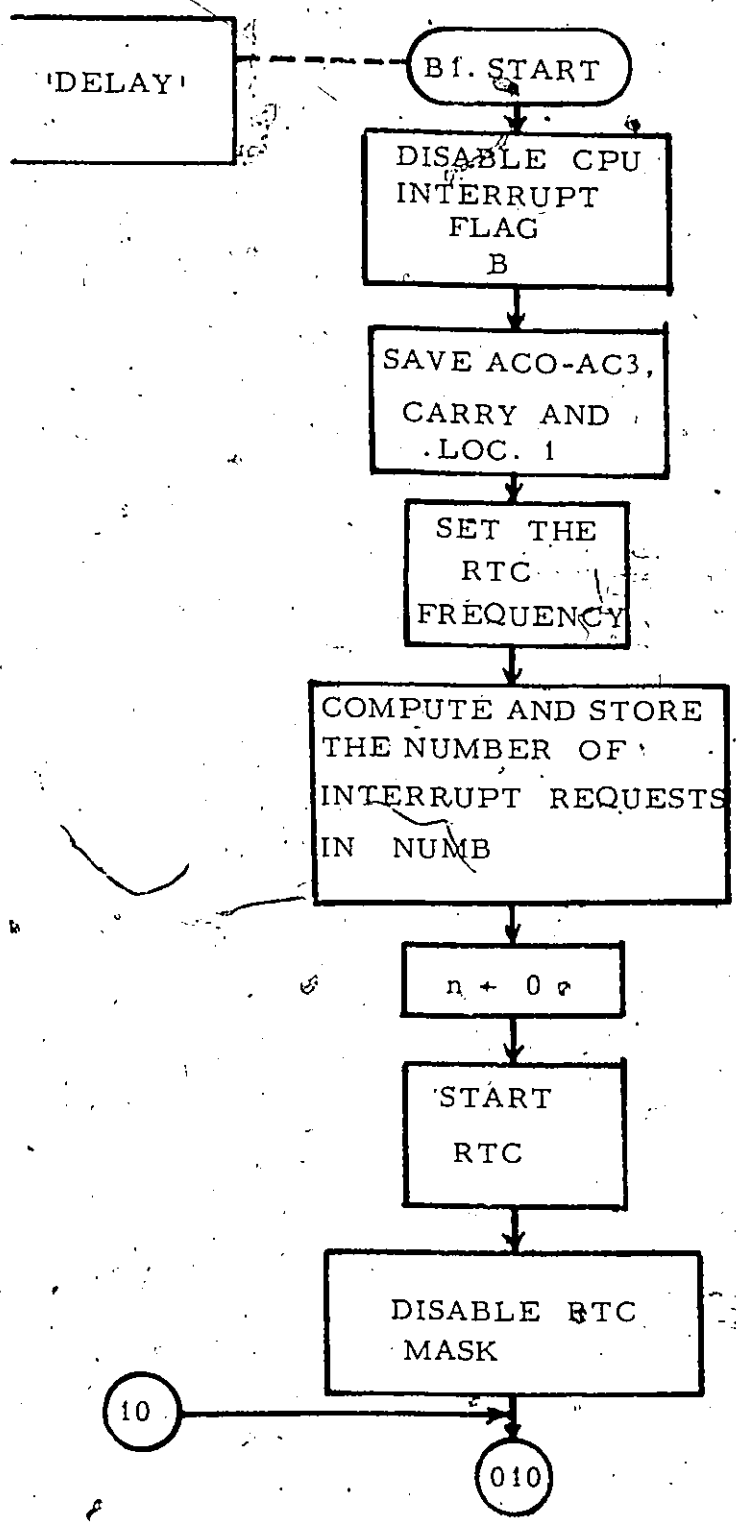 'DELAY'
B1. START
DISABLE CPU
INTERRUPT
FLAG
B
SAVE ACO-AC3,
CARRY AND
LOC. 1
SET THE
RTC
FREQUENCY
COMPUTE AND STORE
THE NUMBER OF
INTERRUPT REQUESTS
IN NUMB
n ← 0
START
RTC
DISABLE RTC
MASK
10
010